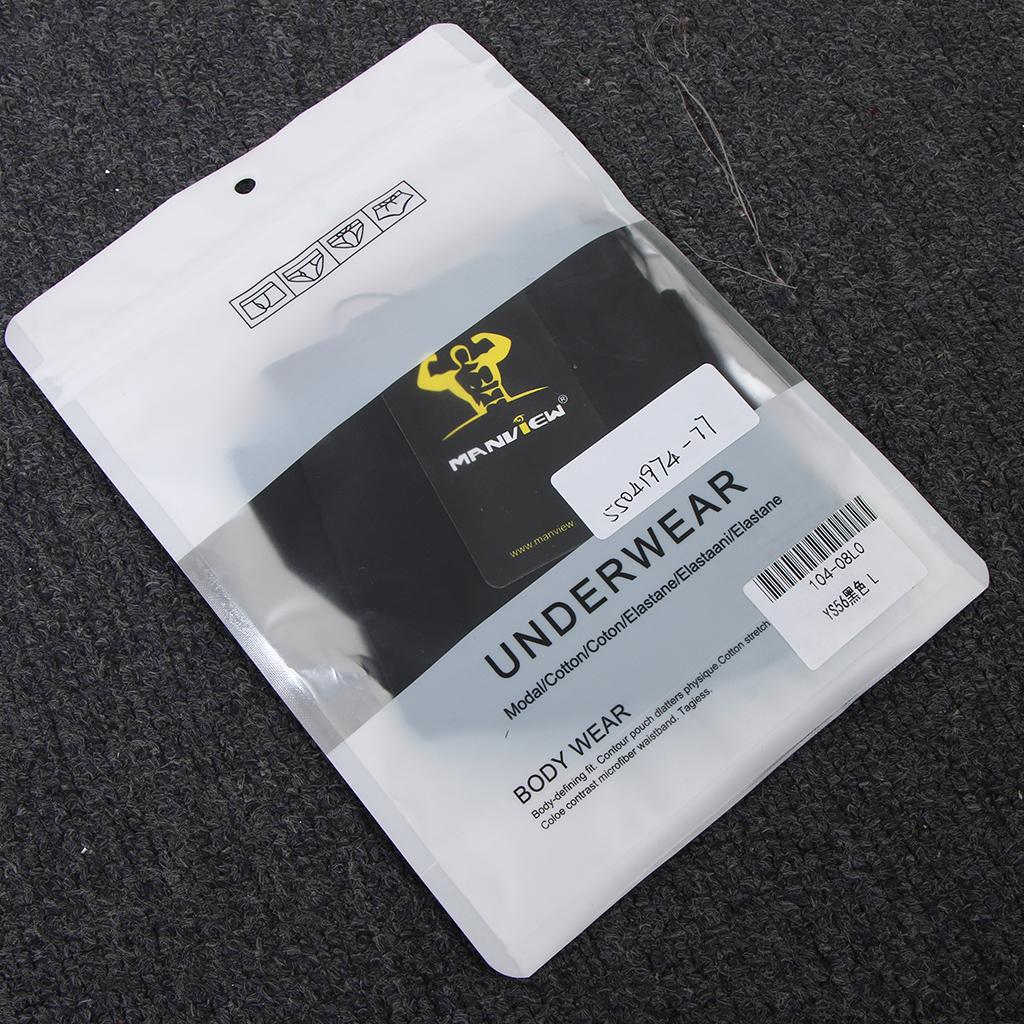 MANVIEW®
www.manview.
55041974-77
UNDERWEAR
Modal/Cotton/Coton/Elastane/Elastaani/Elastane
104-08L0
YS56黑色 L
BODY WEAR
Body-defining fit. Contour pouch dlatters physique.Cotton stretch
Coloe contrast microfiber waistband. Tagless.